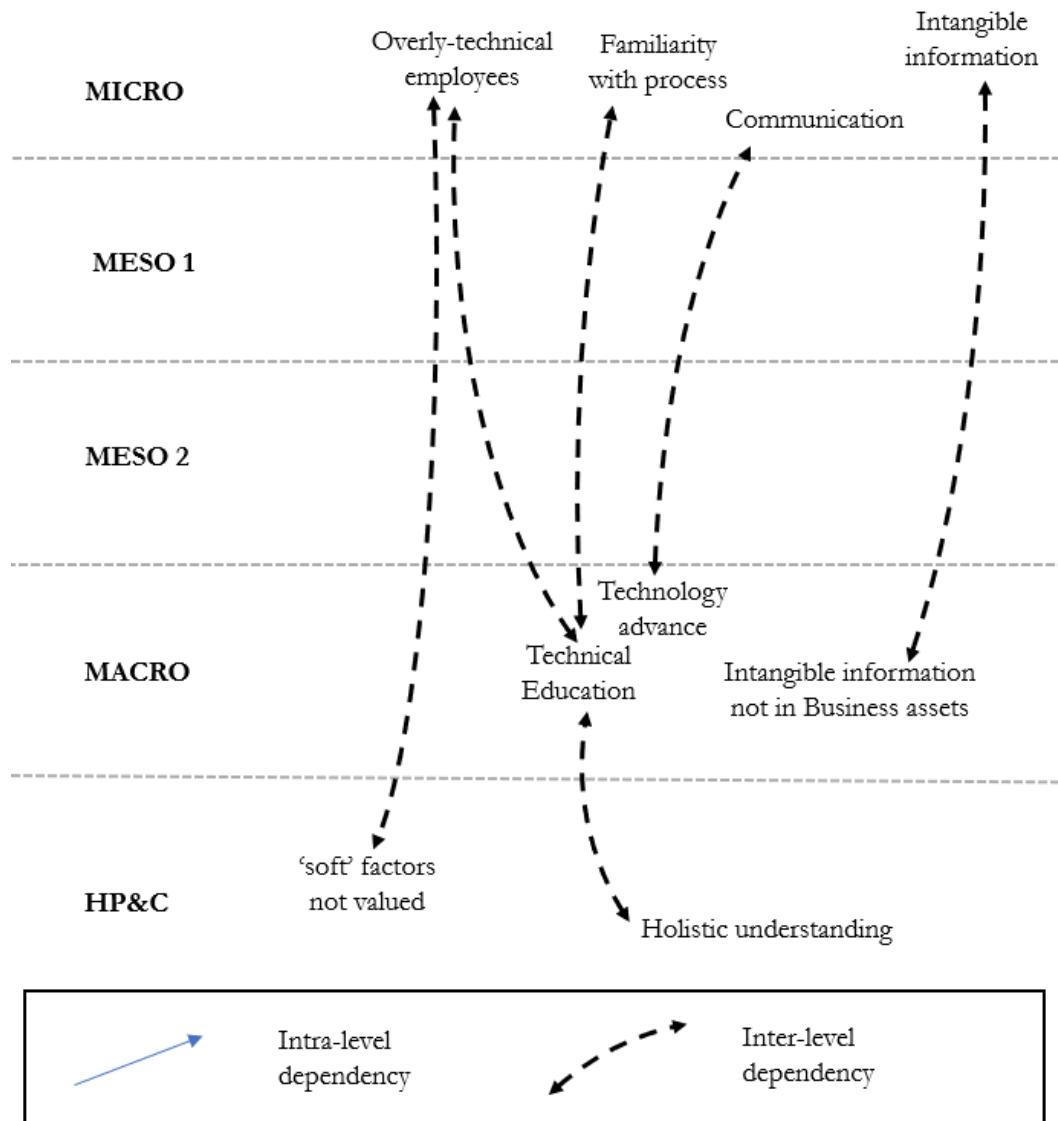 Overly-technical
employees
Familiarity
with process
Intangible
information
MICRO
Communication
MESO 1
MESO 2
Technology
advance
MACRO
Technical
Education
Intangible information
not in Business assets
‘soft’ factors
not valued
HP&C
Holistic understanding
Intra-level
dependency
Inter-level
dependency